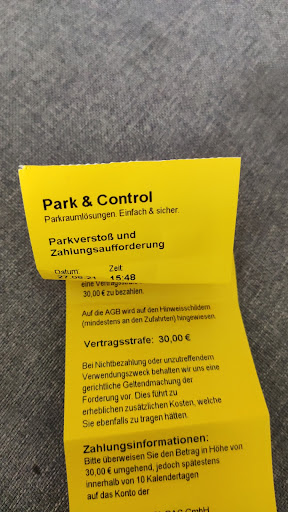 Park & Control
Parkraumlösungen. Einfach & sicher.
Parkverstoß und
Zahlungsaufforderung
Datum: Zeit:
15:48
eine Vertragsstrafe
30,00 € zu bezahlen.
Auf die AGB wird auf den Hinweisschildern
(mindestens an den Zufahrten) hingewiesen.
Vertragsstrafe: 30,00 €
Bei Nichtbezahlung oder unzutreffendem
Verwendungszweck behalten wir uns eine
gerichtliche Geltendmachung der
Forderung vor. Dies führt zu
erheblichen zusätzlichen Kosten, welche
Sie ebenfalls zu tragen hätten.
Zahlungsinformationen:
Bitte überweisen Sie den Betrag in Höhe von
30,00 € umgehend, jedoch spätestens
innerhalb von 10 Kalendertagen
auf das Konto der
GmbH